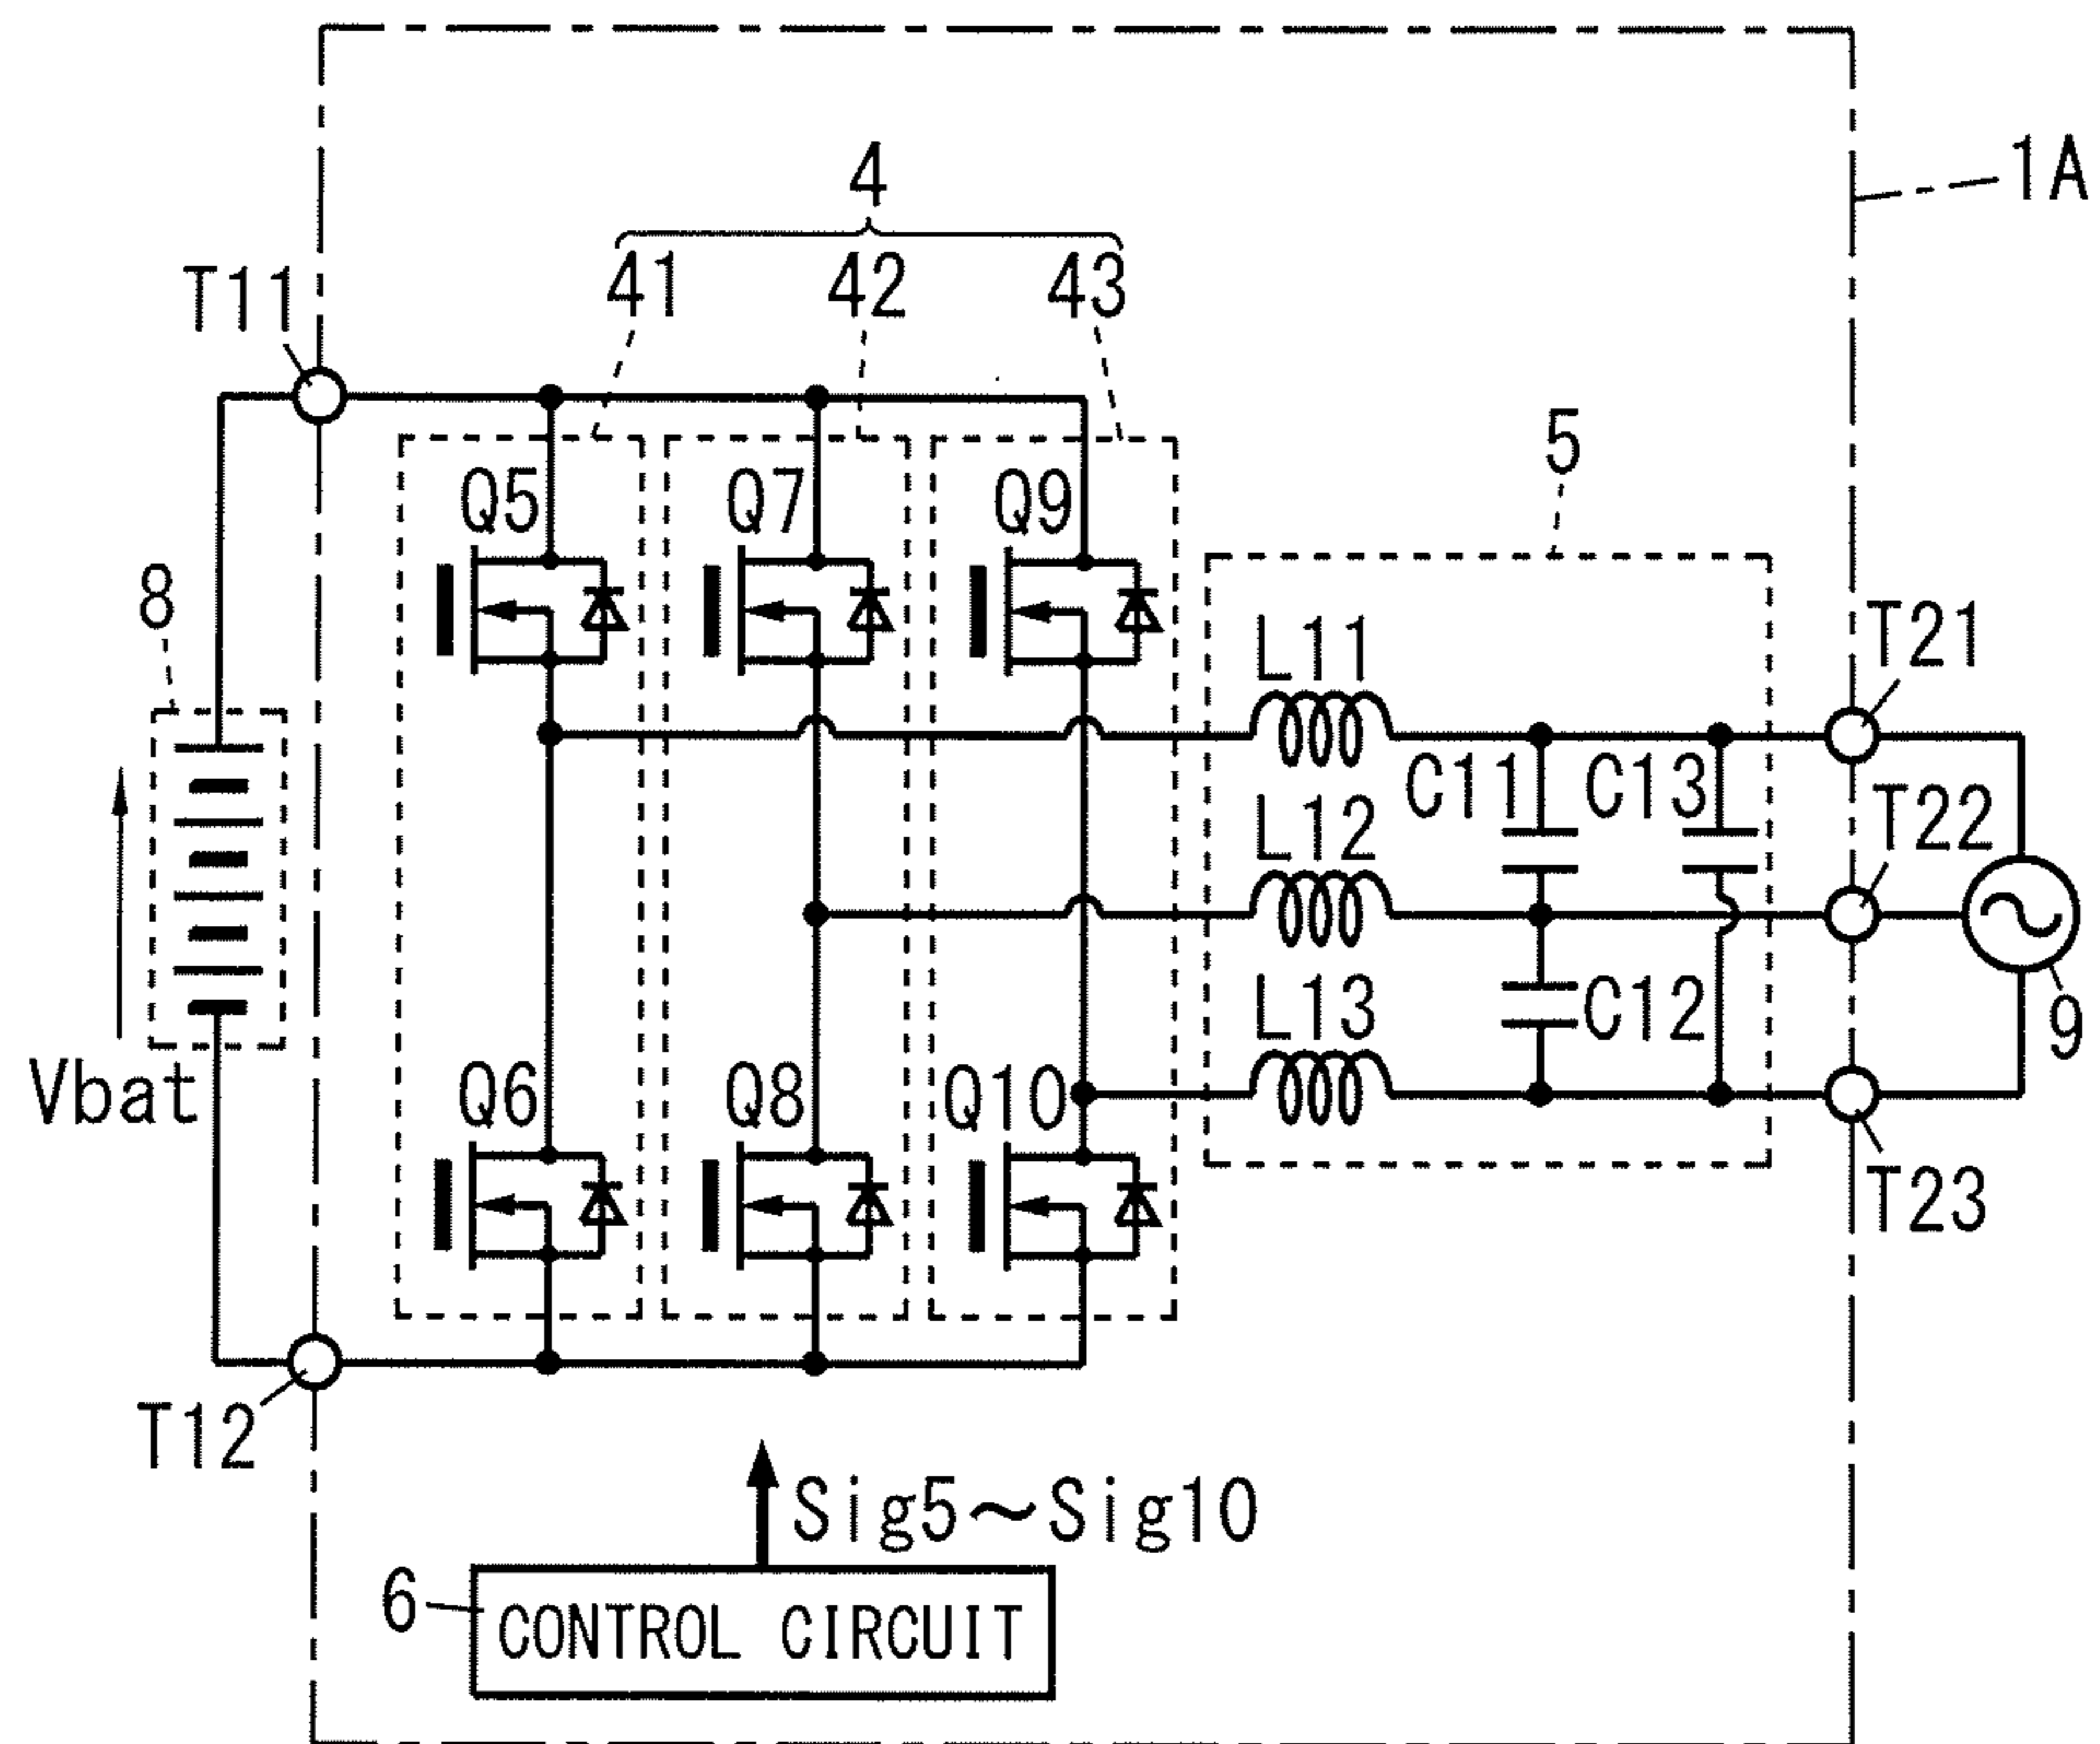 1A
4
41 42 43
T11
5
Q5 Q7 Q9
8
L11
T21
C11 C13
T22
L12
L13
C12
9
Vbat
Q6 Q8 Q10
T23
T12
Sig5～Sig10
6
CONTROL CIRCUIT